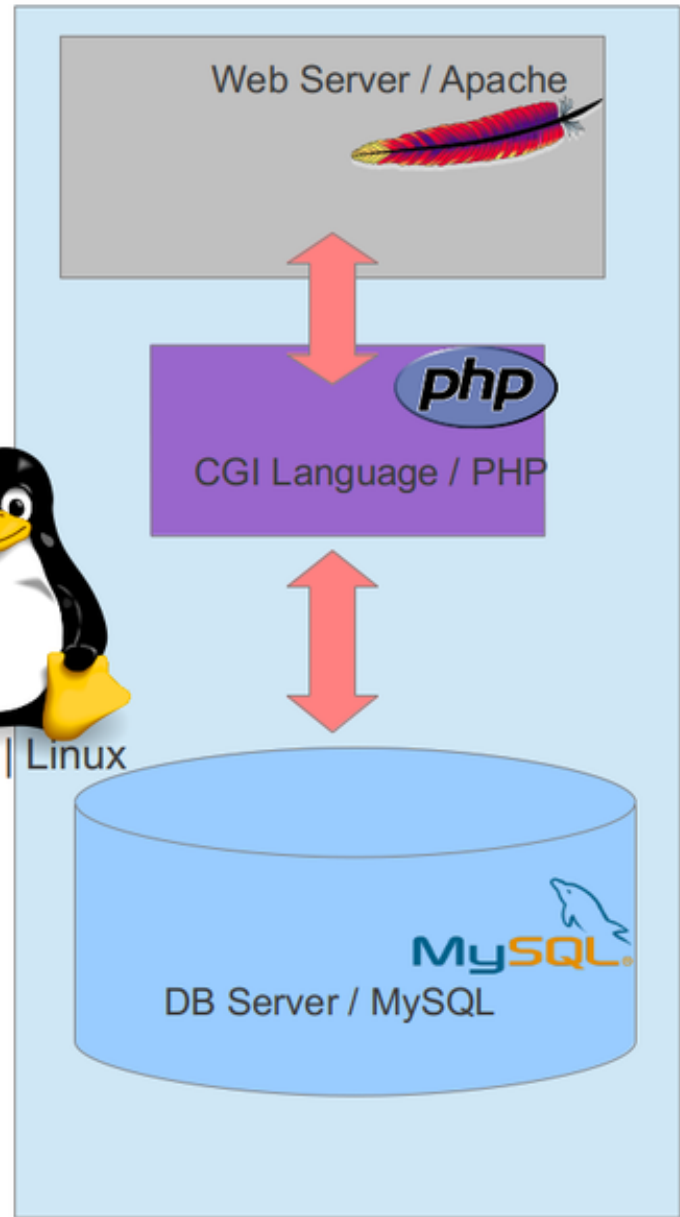 Web Server / Apache
php
CGI Language / PHP
| Linux
MySQL®
DB Server / MySQL